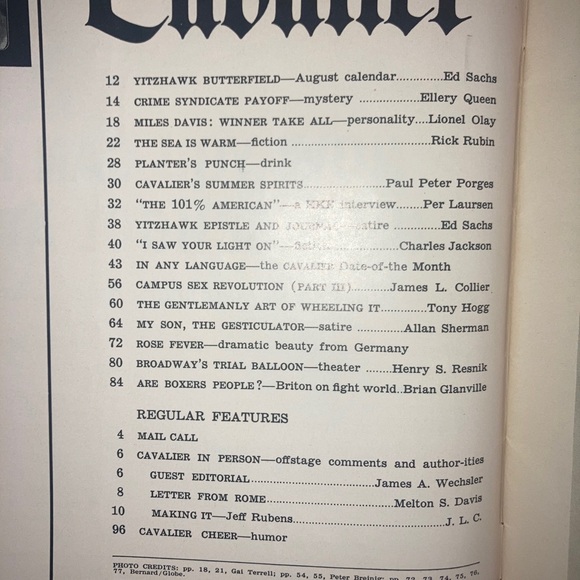 Cavalier
12 YITZHAWK BUTTERFIELD—August calendar............Ed Sachs
14 CRIME SYNDICATE PAYOFF—mystery ...............Ellery Queen
18 MILES DAVIS: WINNER TAKE ALL—personality....Lionel Olay
22 THE SEA IS WARM—fiction ..................................Rick Rubin
28 PLANTER'S PUNCH—drink
30 CAVALIER'S SUMMER SPIRITS....................Paul Peter Porges
32 "THE 101% AMERICAN"—a KKK interview........Per Laursen
38 YITZHAWK EPISTLE AND JOURNAL—satire ............Ed Sachs
40 "I SAW YOUR LIGHT ON"—...............Charles Jackson
43 IN ANY LANGUAGE—the CAVALIER Date-of-the Month
56 CAMPUS SEX REVOLUTION (PART III)..........James L. Collier
60 THE GENTLEMANLY ART OF WHEELING IT...........Tony Hogg
64 MY SON, THE GESTICULATOR—satire ............Allan Sherman
72 ROSE FEVER—dramatic beauty from Germany
80 BROADWAY'S TRIAL BALLOON—theater .......Henry S. Resnik
84 ARE BOXERS PEOPLE?—Briton on fight world..Brian Glanville
REGULAR FEATURES
4 MAIL CALL
6 CAVALIER IN PERSON—offstage comments and author-ities
6 GUEST EDITORIAL..............................James A. Wechsler
8 LETTER FROM ROME...............................Melton S. Davis
10 MAKING IT—Jeff Rubens....................................J. L. C.
96 CAVALIER CHEER—humor
PHOTO CREDITS: pp. 18, 21, Gai Terrell; pp. 54, 55, Peter Breinig; pp. 72, 73, 74, 75, 76,
77, Bernard/Globe.